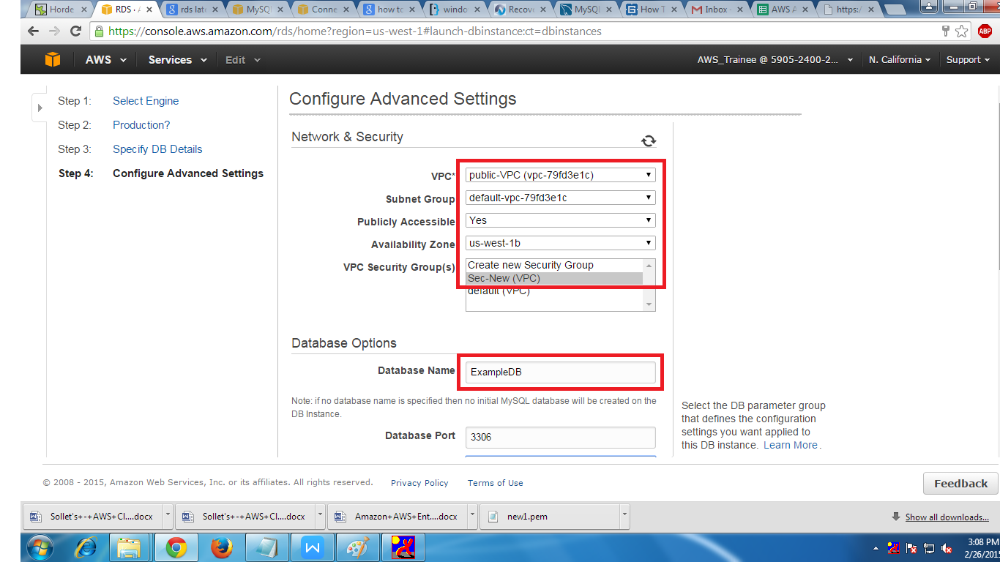 Horde
RDS · A
rds lat
MySQL
Conne
how to
windo
Recov
MySQL
How T
Inbox
AWS A
https:/
https://console.aws.amazon.com/rds/home?region=us-west-1#launch-dbinstance:ct=dbinstances
ABP
AWS Services Edit AWS_Trainee @ 5905-2400-2... N. California Support
Step 1: Select Engine
Step 2: Production?
Step 3: Specify DB Details
Step 4: Configure Advanced Settings
Configure Advanced Settings
Network & Security
VPC* public-VPC (vpc-79fd3e1c)
Subnet Group default-vpc-79fd3e1c
Publicly Accessible Yes
Availability Zone us-west-1b
VPC Security Group(s) Create new Security Group
Sec-New (VPC)
default (VPC)
Database Options
Database Name ExampleDB
Note: if no database name is specified then no initial MySQL database will be created on the
DB Instance.
Database Port 3306
Select the DB parameter group
that defines the configuration
settings you want applied to
this DB instance. Learn More.
© 2008 - 2015, Amazon Web Services, Inc. or its affiliates. All rights reserved. Privacy Policy Terms of Use
Feedback
Sollet's+-+AWS+Cl....docx
Sollet's+-+AWS+Cl....docx
Amazon+AWS+Ent....docx
new1.pem
Show all downloads...
3:08 PM
2/26/2015